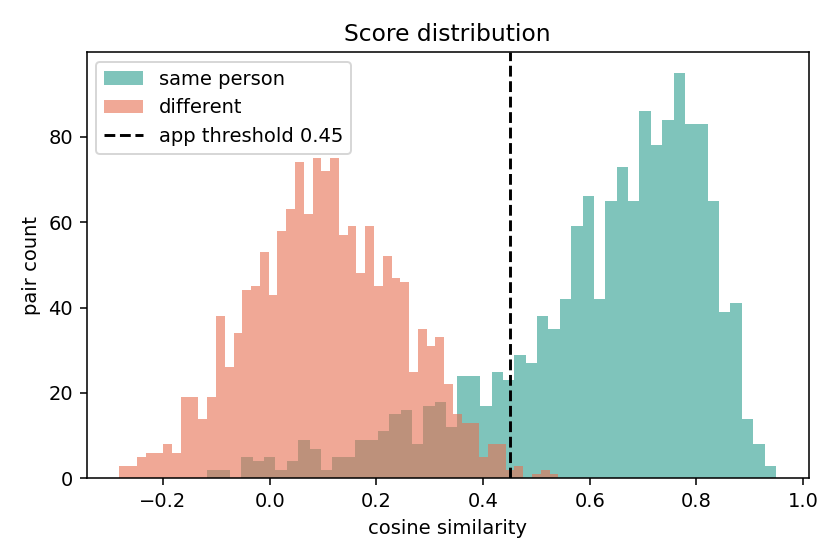 Score distribution
same person
different
app threshold 0.45
pair count
80
60
40
20
0
−0.2
0.0
0.2
0.4
0.6
0.8
1.0
cosine similarity